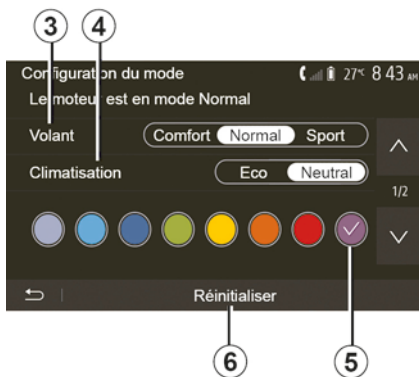 3 4
Configuration du mode 27°C 8 43 AM
Le moteur est en mode Normal
Volant Comfort Normal Sport
Climatisation Eco Neutral
1/2
Réinitialiser
6 5